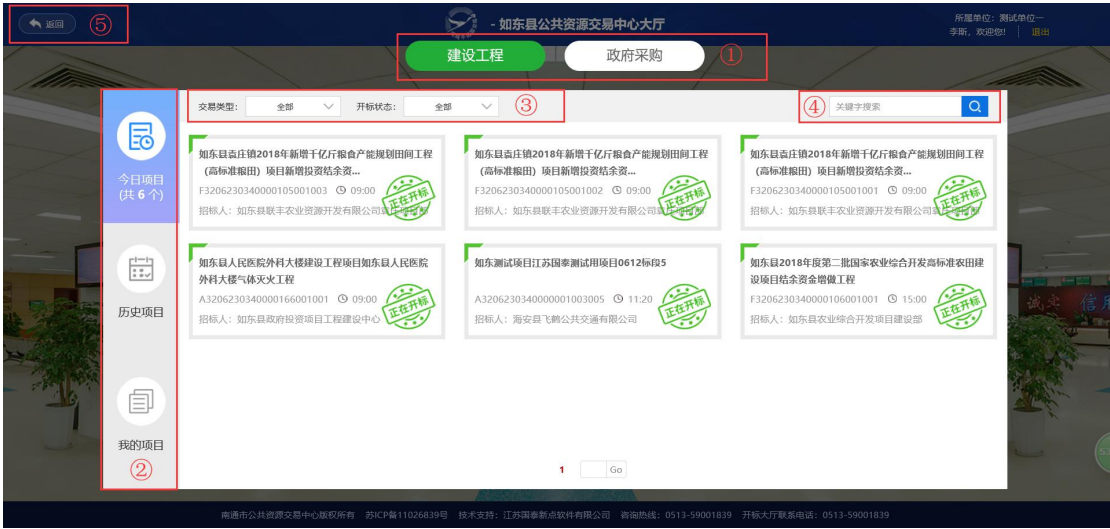 返回
⑤
- 如东县公共资源交易中心大厅
所属单位：测试单位一
李斯，欢迎您！ | 退出
建设工程
政府采购
①
交易类型：
全部
开标状态：
全部
③
④
关键字搜索
今日项目
(共 6 个)
历史项目
我的项目
②
如东县袁庄镇2018年新增千亿斤粮食产能规划田间工程
（高标准粮田）项目新增投资结余资...
F3206230340000105001003 09:00
招标人：如东县联丰农业资源开发有限公司袁庄项目部
正在开标
如东县袁庄镇2018年新增千亿斤粮食产能规划田间工程
（高标准粮田）项目新增投资结余资...
F3206230340000105001002 09:00
招标人：如东县联丰农业资源开发有限公司袁庄项目部
正在开标
如东县袁庄镇2018年新增千亿斤粮食产能规划田间工程
（高标准粮田）项目新增投资结余资...
F3206230340000105001001 09:00
招标人：如东县联丰农业资源开发有限公司袁庄项目部
正在开标
如东县人民医院外科大楼建设工程项目如东县人民医院
外科大楼气体灭火工程
A3206230340000166001001 09:00
招标人：如东县政府投资项目工程建设中心
正在开标
如东测试项目江苏国泰测试用项目0612标段5
A3206230340000001003005 11:20
招标人：海安县飞鹤公共交通有限公司
正在开标
如东县2018年度第二批国家农业综合开发高标准农田建
设项目结余资金增做工程
F3206230340000106001001 15:00
招标人：如东县农业综合开发项目建设部
正在开标
诚实 信用
1
Go
南通市公共资源交易中心版权所有 苏ICP备11026839号 技术支持：江苏国泰新点软件有限公司 咨询热线：0513-59001839 开标大厅联系电话：0513-59001839